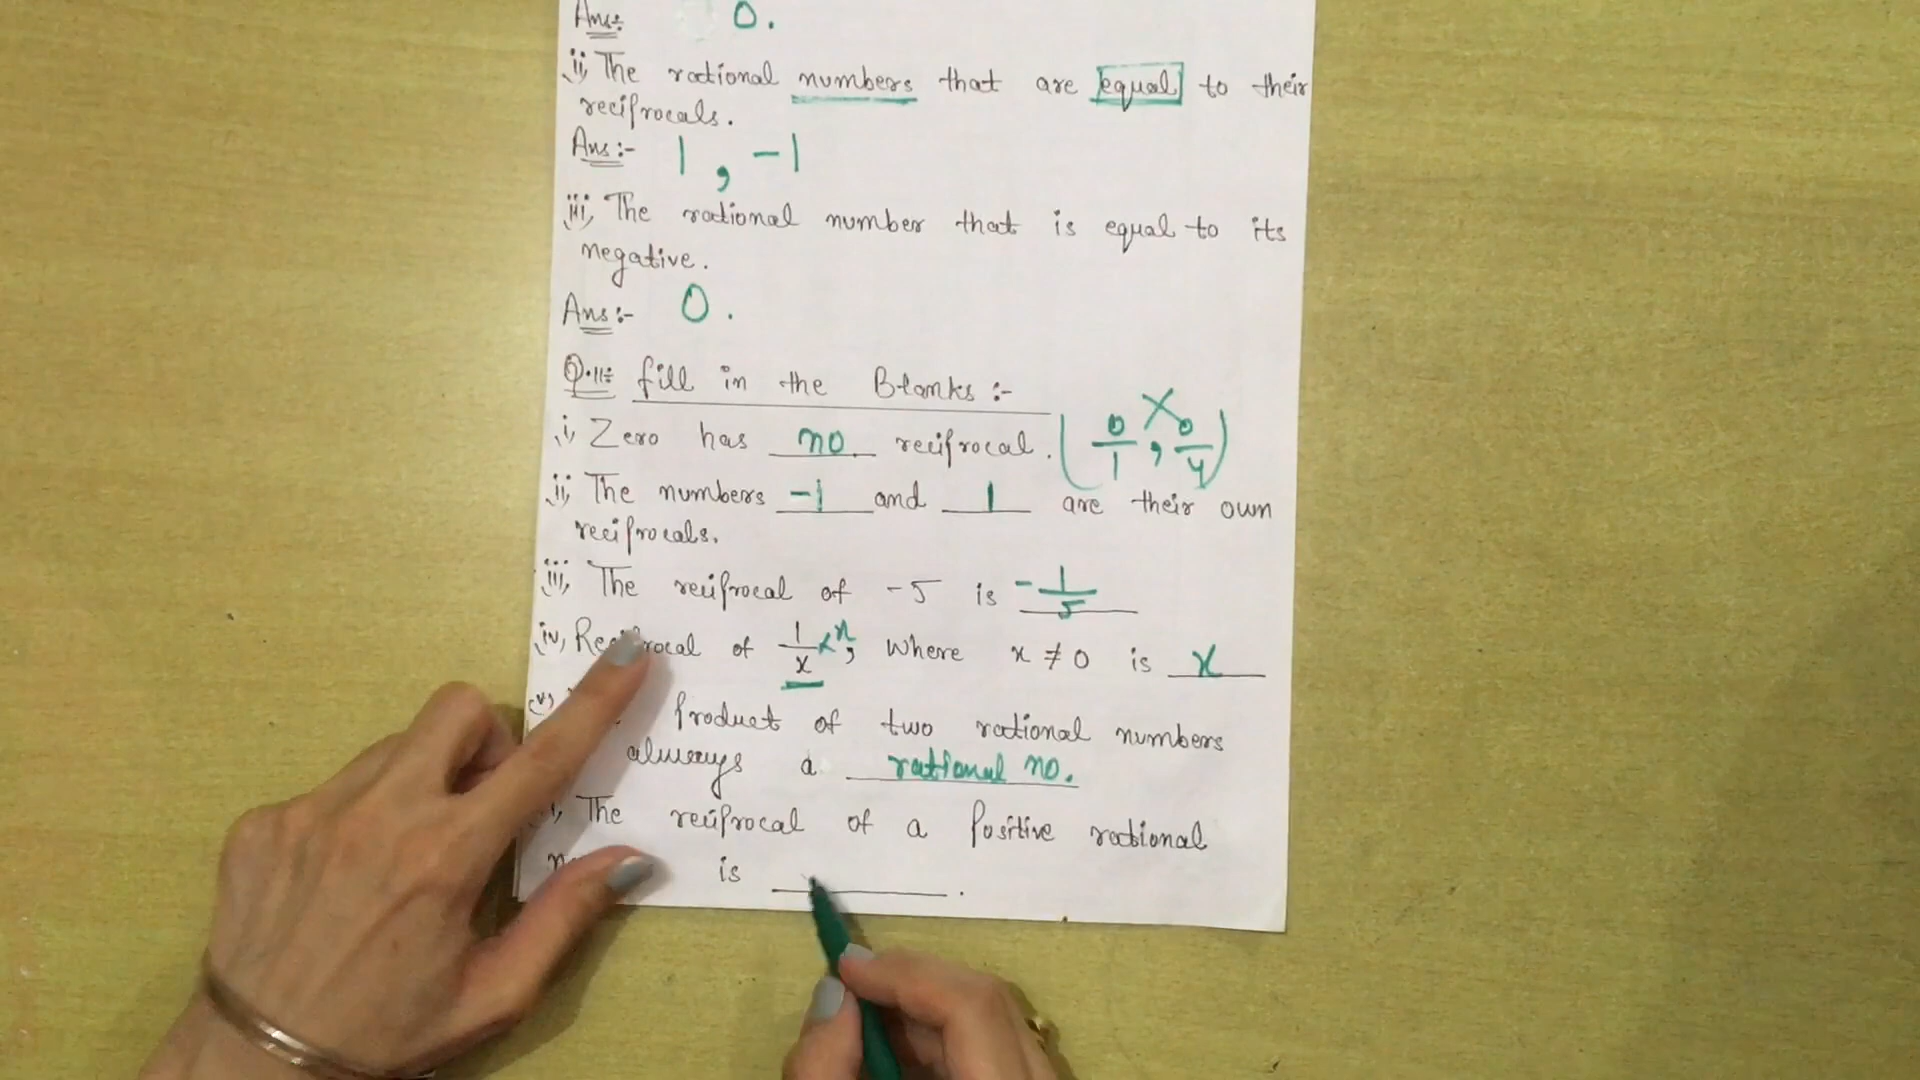 Ans:- 0.
ii, The rational numbers that are equal to their
reciprocals.
Ans:- 1 , -1
iii, The rational number that is equal to its
negative.
Ans:- 0.
Q.11:- fill in the Blanks :-
i, Zero has no reciprocal. ( 0/1 , 0/4 )
ii, The numbers -1 and 1 are their own
reciprocals.
iii, The reciprocal of -5 is -1/5
iv, Reciprocal of 1/x × x, where x ≠ 0 is x
(v) Product of two rational numbers
always a rational no.
The reciprocal of a Positive rational
is ________ .